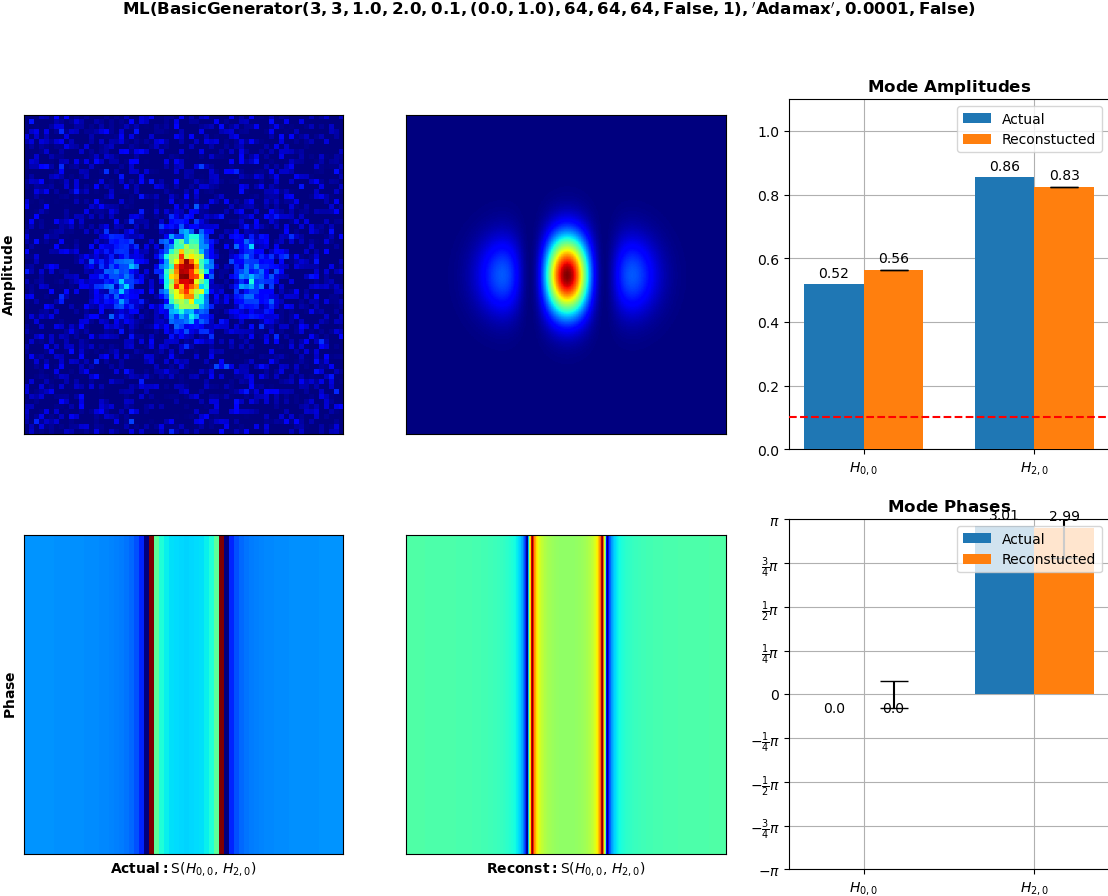 ML(BasicGenerator(3, 3, 1.0, 2.0, 0.1, (0.0, 1.0), 64, 64, 64, False, 1), ′Adamax′, 0.0001, False)
Amplitude
Mode Amplitudes
Actual
Reconstucted
1.0
0.8
0.6
0.4
0.2
0.0
0.52
0.56
0.86
0.83
H0, 0
H2, 0
Phase
Actual: S(H0, 0, H2, 0)
Reconst: S(H0, 0, H2, 0)
Mode Phases
Actual
Reconstucted
π
3/4π
1/2π
1/4π
0
−1/4π
−1/2π
−3/4π
−π
0.0
0.0
3.01
2.99
H0, 0
H2, 0